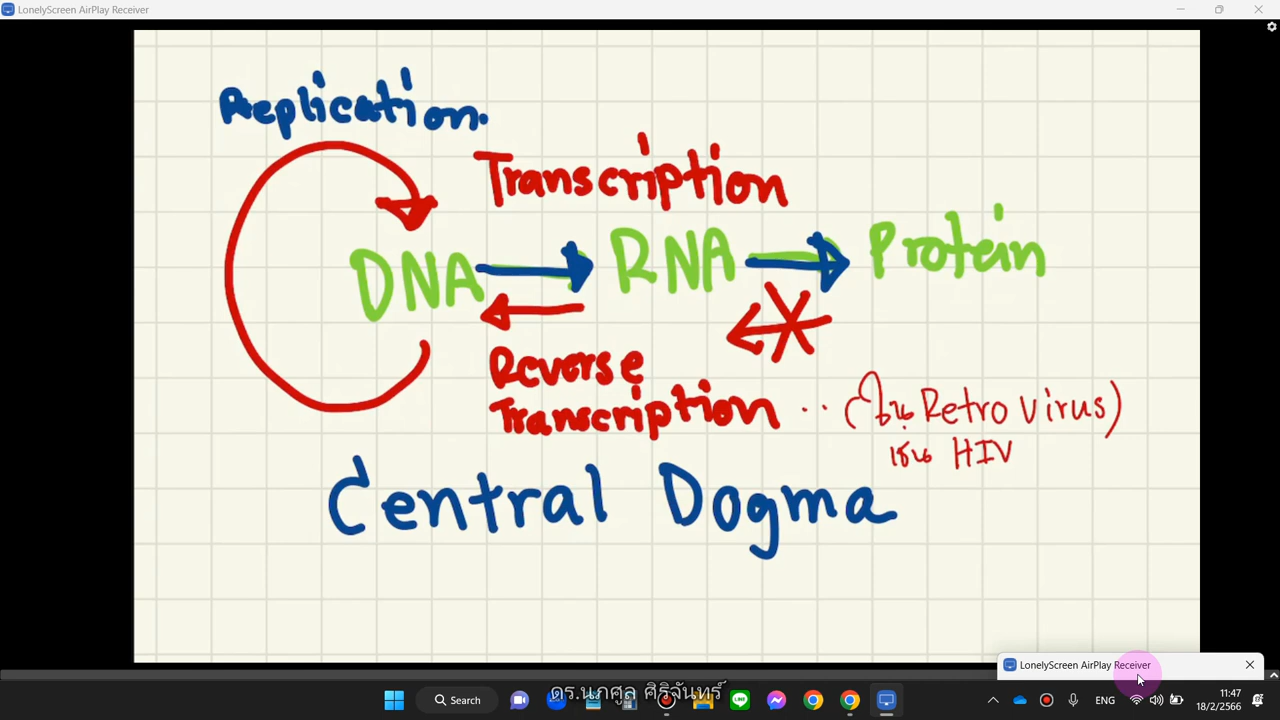 LonelyScreen AirPlay Receiver
Replication.
Transcription
DNA → RNA → Protein
Reverse
Transcription .. (ใน Retro virus)
เช่น HIV
Central Dogma
LonelyScreen AirPlay Receiver
Search
ดร.นภศูล ศิริจันทร์
ENG
11:47
18/2/2566